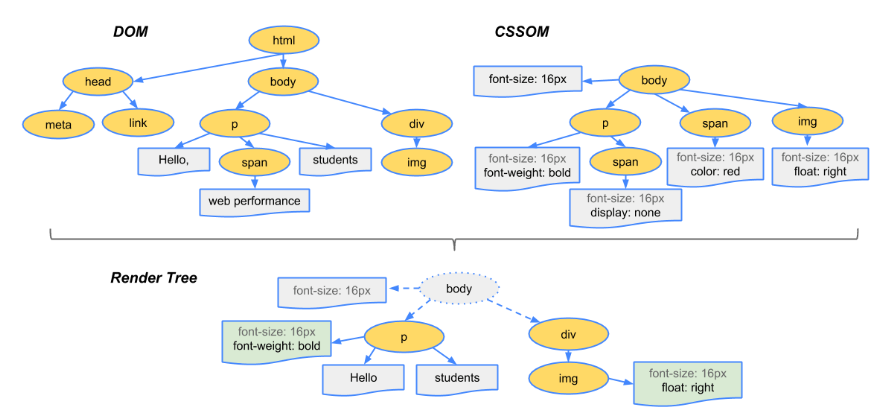 DOM
CSSOM
html
head
body
meta
link
p
div
Hello,
span
students
img
web performance
font-size: 16px
body
p
span
img
font-size: 16px
font-weight: bold
span
font-size: 16px
color: red
font-size: 16px
float: right
font-size: 16px
display: none
Render Tree
font-size: 16px
body
font-size: 16px
font-weight: bold
p
div
Hello
students
img
font-size: 16px
float: right